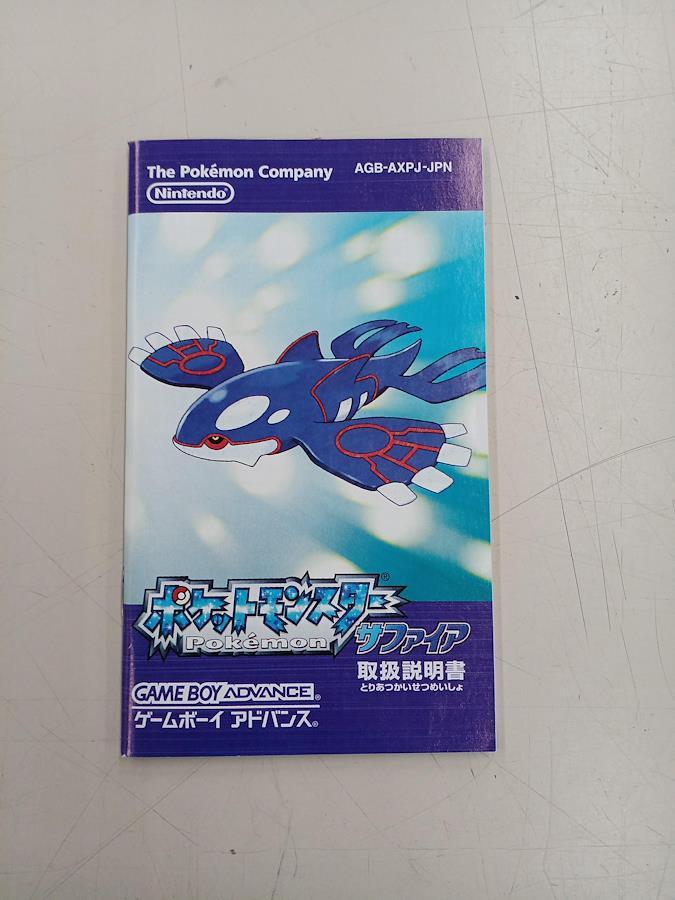 The Pokémon Company
AGB-AXPJ-JPN
Nintendo®
ポケットモンスター®
Pokémon
サファイア
取扱説明書
とりあつかいせつめいしょ
GAME BOY ADVANCE®
ゲームボーイ アドバンス®